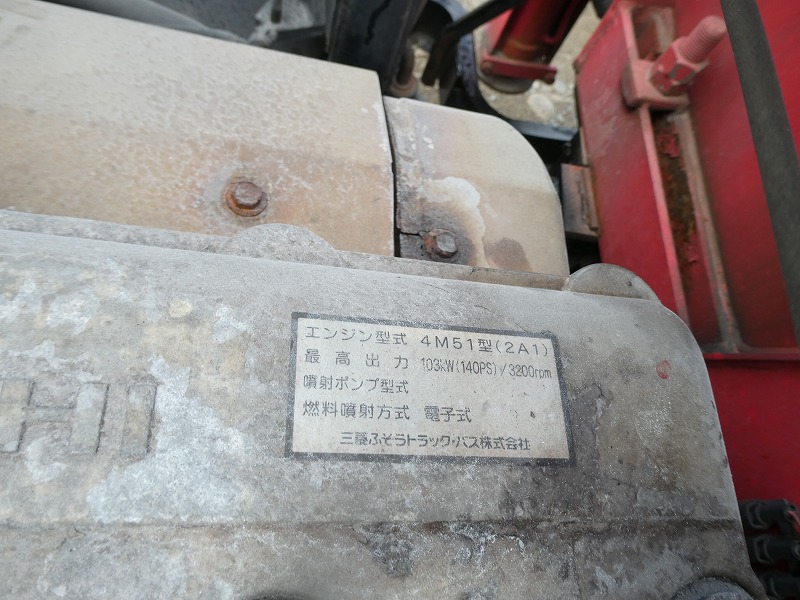 エンジン型式 4M51型(2A1)
最高出力 103kW(140PS)/3200rpm
噴射ポンプ型式
燃料噴射方式 電子式
三菱ふそうトラック・バス株式会社